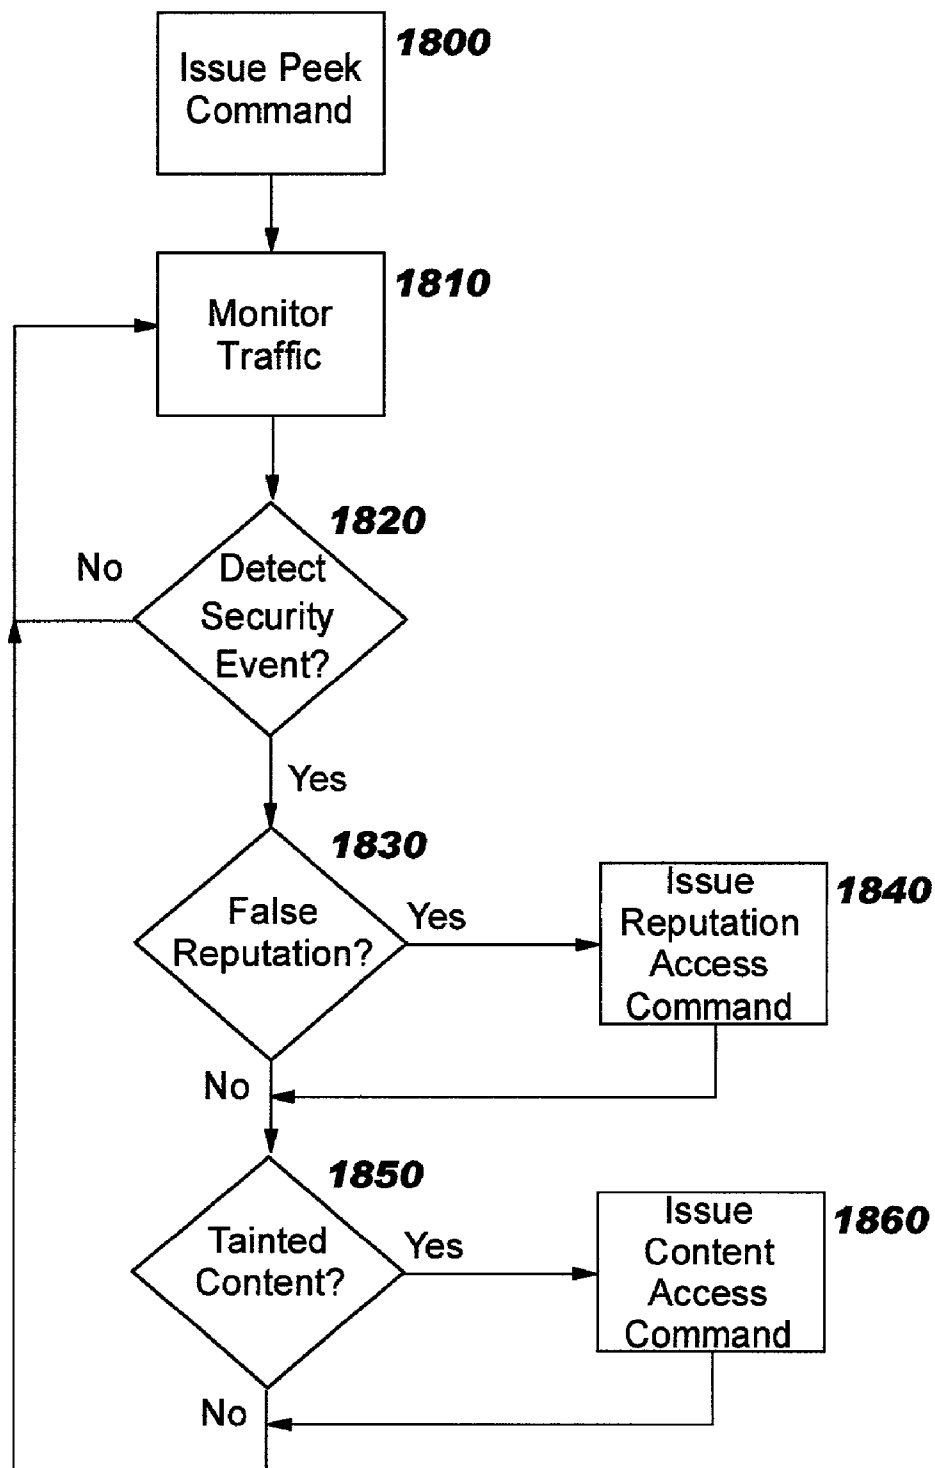 1800
Issue Peek
Command
1810
Monitor
Traffic
1820
No
Detect
Security
Event?
Yes
1830
False
Reputation?
Yes
Issue
Reputation
Access
Command
1840
No
1850
Tainted
Content?
Yes
Issue
Content
Access
Command
1860
No